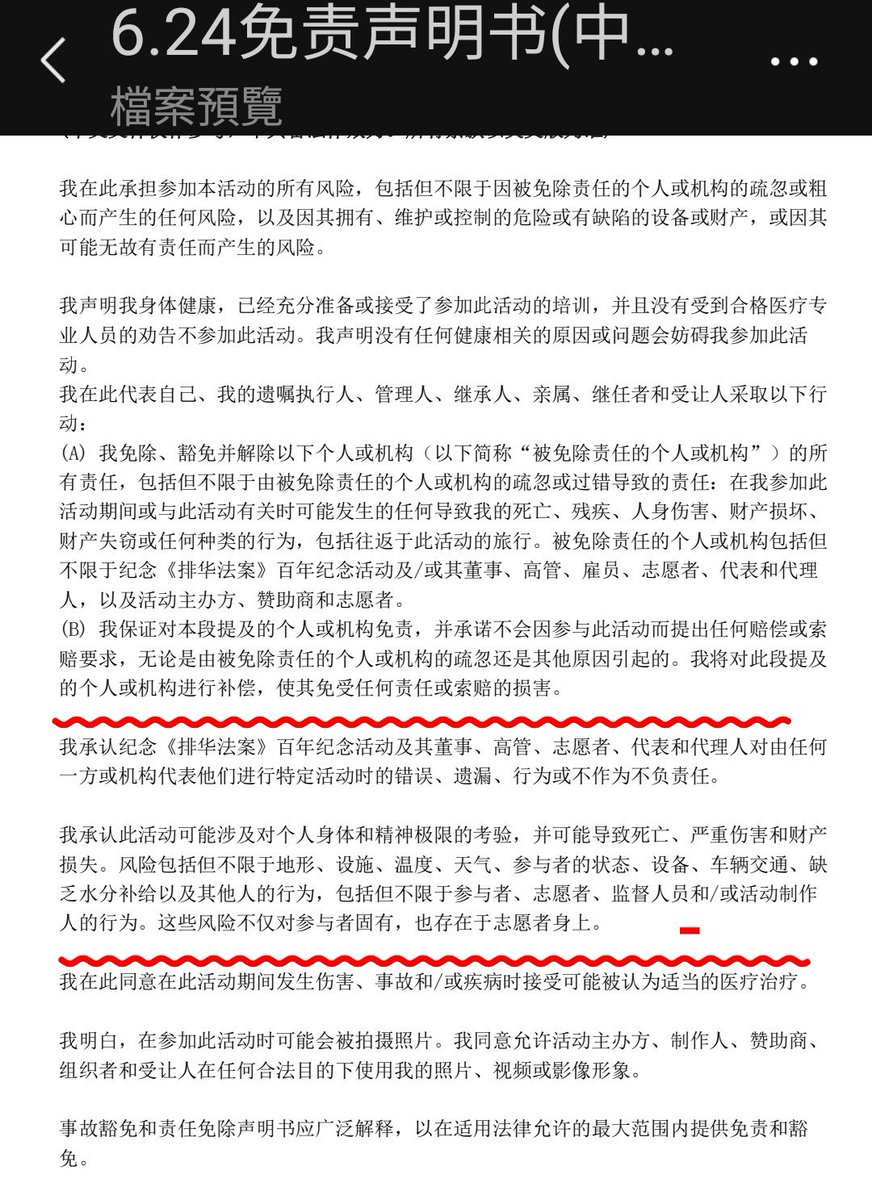 6.24免责声明书(中...
檔案預覽
我在此承担参加本活动的所有风险，包括但不限于因被免除责任的个人或机构的疏忽或粗
心而产生的任何风险，以及因其拥有、维护或控制的危险或有缺陷的设备或财产，或因其
可能无故有责任而产生的风险。
我声明我身体健康，已经充分准备或接受了参加此活动的培训，并且没有受到合格医疗专
业人员的劝告不参加此活动。我声明没有任何健康相关的原因或问题会妨碍我参加此活
动。
我在此代表自己、我的遗嘱执行人、管理人、继承人、亲属、继任者和受让人采取以下行
动：
(A) 我免除、豁免并解除以下个人或机构（以下简称“被免除责任的个人或机构”）的所
有责任，包括但不限于由被免除责任的个人或机构的疏忽或过错导致的责任：在我参加此
活动期间或与此活动有关时可能发生的任何导致我的死亡、残疾、人身伤害、财产损坏、
财产失窃或任何种类的行为，包括往返于此活动的旅行。被免除责任的个人或机构包括但
不限于纪念《排华法案》百年纪念活动及/或其董事、高管、雇员、志愿者、代表和代理
人，以及活动主办方、赞助商和志愿者。
(B) 我保证对本段提及的个人或机构免责，并承诺不会因参与此活动而提出任何赔偿或索
赔要求，无论是由被免除责任的个人或机构的疏忽还是其他原因引起的。我将对此段提及
的个人或机构进行补偿，使其免受任何责任或索赔的损害。
我承认纪念《排华法案》百年纪念活动及其董事、高管、志愿者、代表和代理人对由任何
一方或机构代表他们进行特定活动时的错误、遗漏、行为或不作为不负责任。
我承认此活动可能涉及对个人身体和精神极限的考验，并可能导致死亡、严重伤害和财产
损失。风险包括但不限于地形、设施、温度、天气、参与者的状态、设备、车辆交通、缺
乏水分补给以及其他人的行为，包括但不限于参与者、志愿者、监督人员和/或活动制作
人的行为。这些风险不仅对参与者固有，也存在于志愿者身上。
我在此同意在此活动期间发生伤害、事故和/或疾病时接受可能被认为适当的医疗治疗。
我明白，在参加此活动时可能会被拍摄照片。我同意允许活动主办方、制作人、赞助商、
组织者和受让人在任何合法目的下使用我的照片、视频或影像形象。
事故豁免和责任免除声明书应广泛解释，以在适用法律允许的最大范围内提供免责和豁
免。